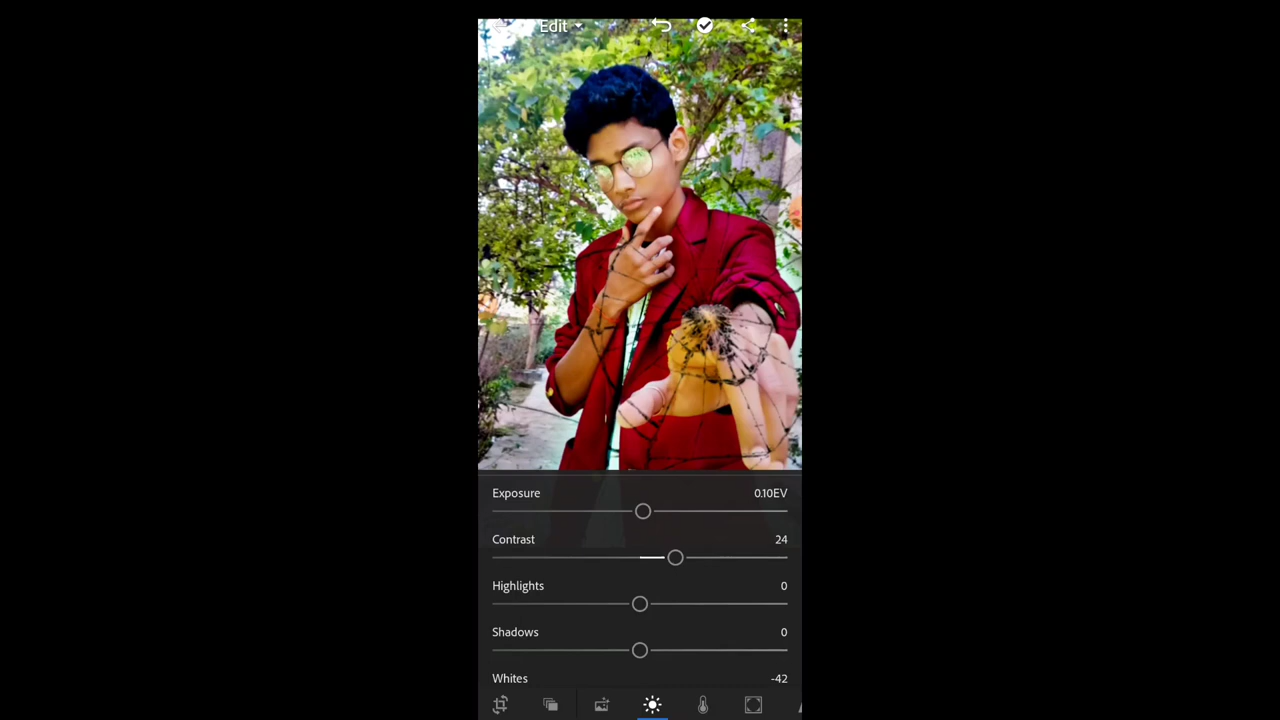 Edit
Exposure 0.10EV
Contrast 24
Highlights 0
Shadows 0
Whites -42